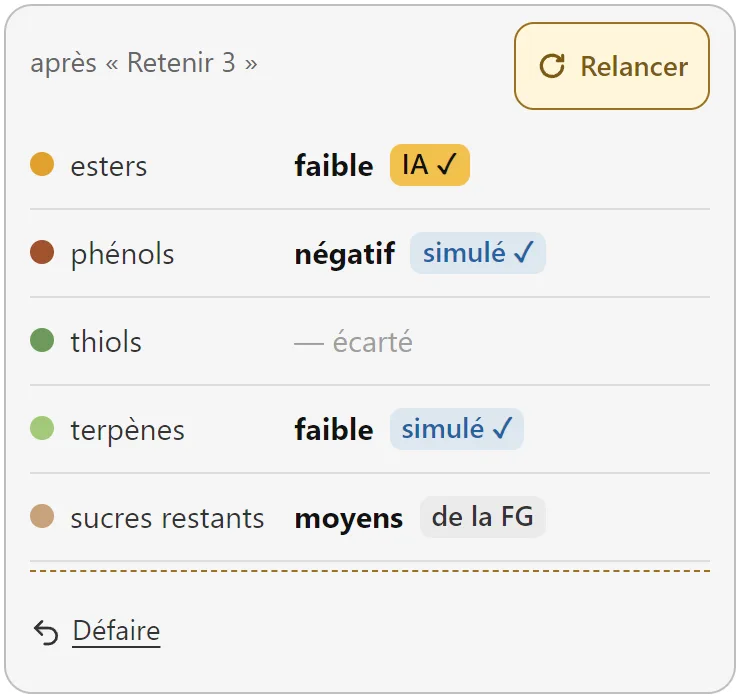 après « Retenir 3 »
Relancer
esters faible IA ✓
phénols négatif simulé ✓
thiols — écarté
terpènes faible simulé ✓
sucres restants moyens de la FG
Défaire